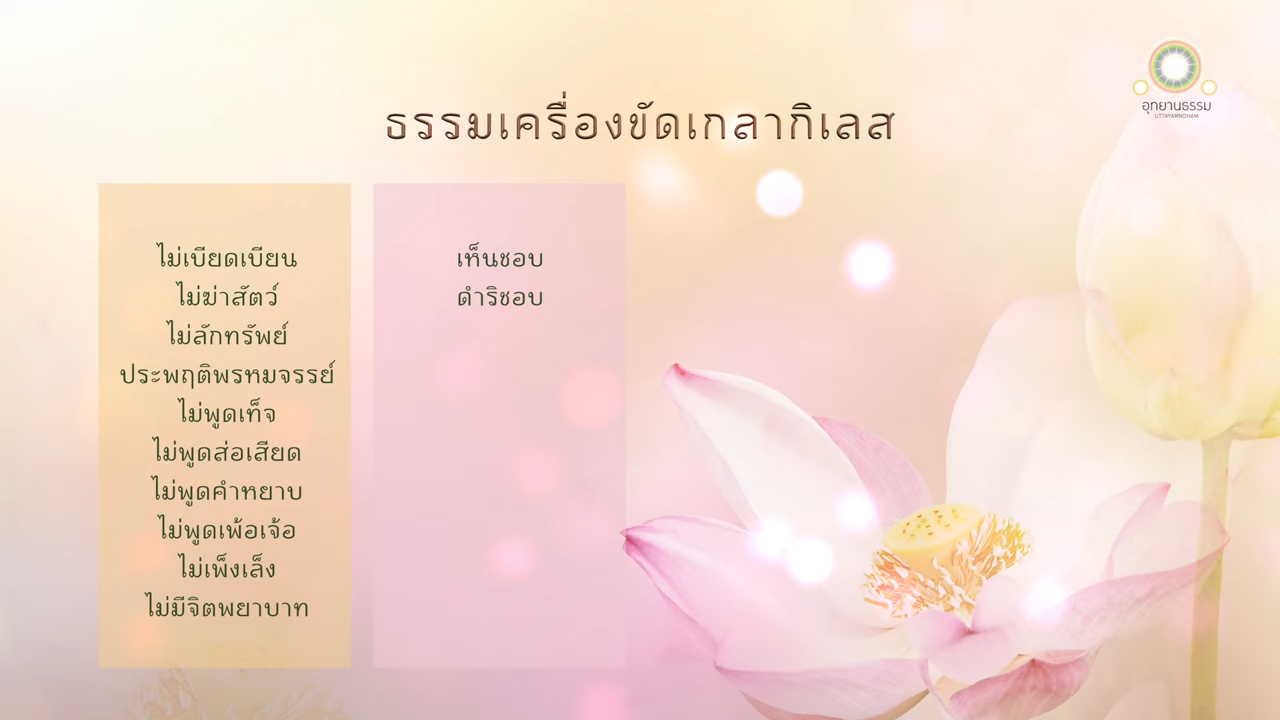 อุทยานธรรม
UTTAYARNDHAM
ธรรมเครื่องขัดเกลากิเลส
ไม่เบียดเบียน
ไม่ฆ่าสัตว์
ไม่ลักทรัพย์
ประพฤติพรหมจรรย์
ไม่พูดเท็จ
ไม่พูดส่อเสียด
ไม่พูดคำหยาบ
ไม่พูดเพ้อเจ้อ
ไม่เพ็งเล็ง
ไม่มีจิตพยาบาท
เห็นชอบ
ดำริชอบ